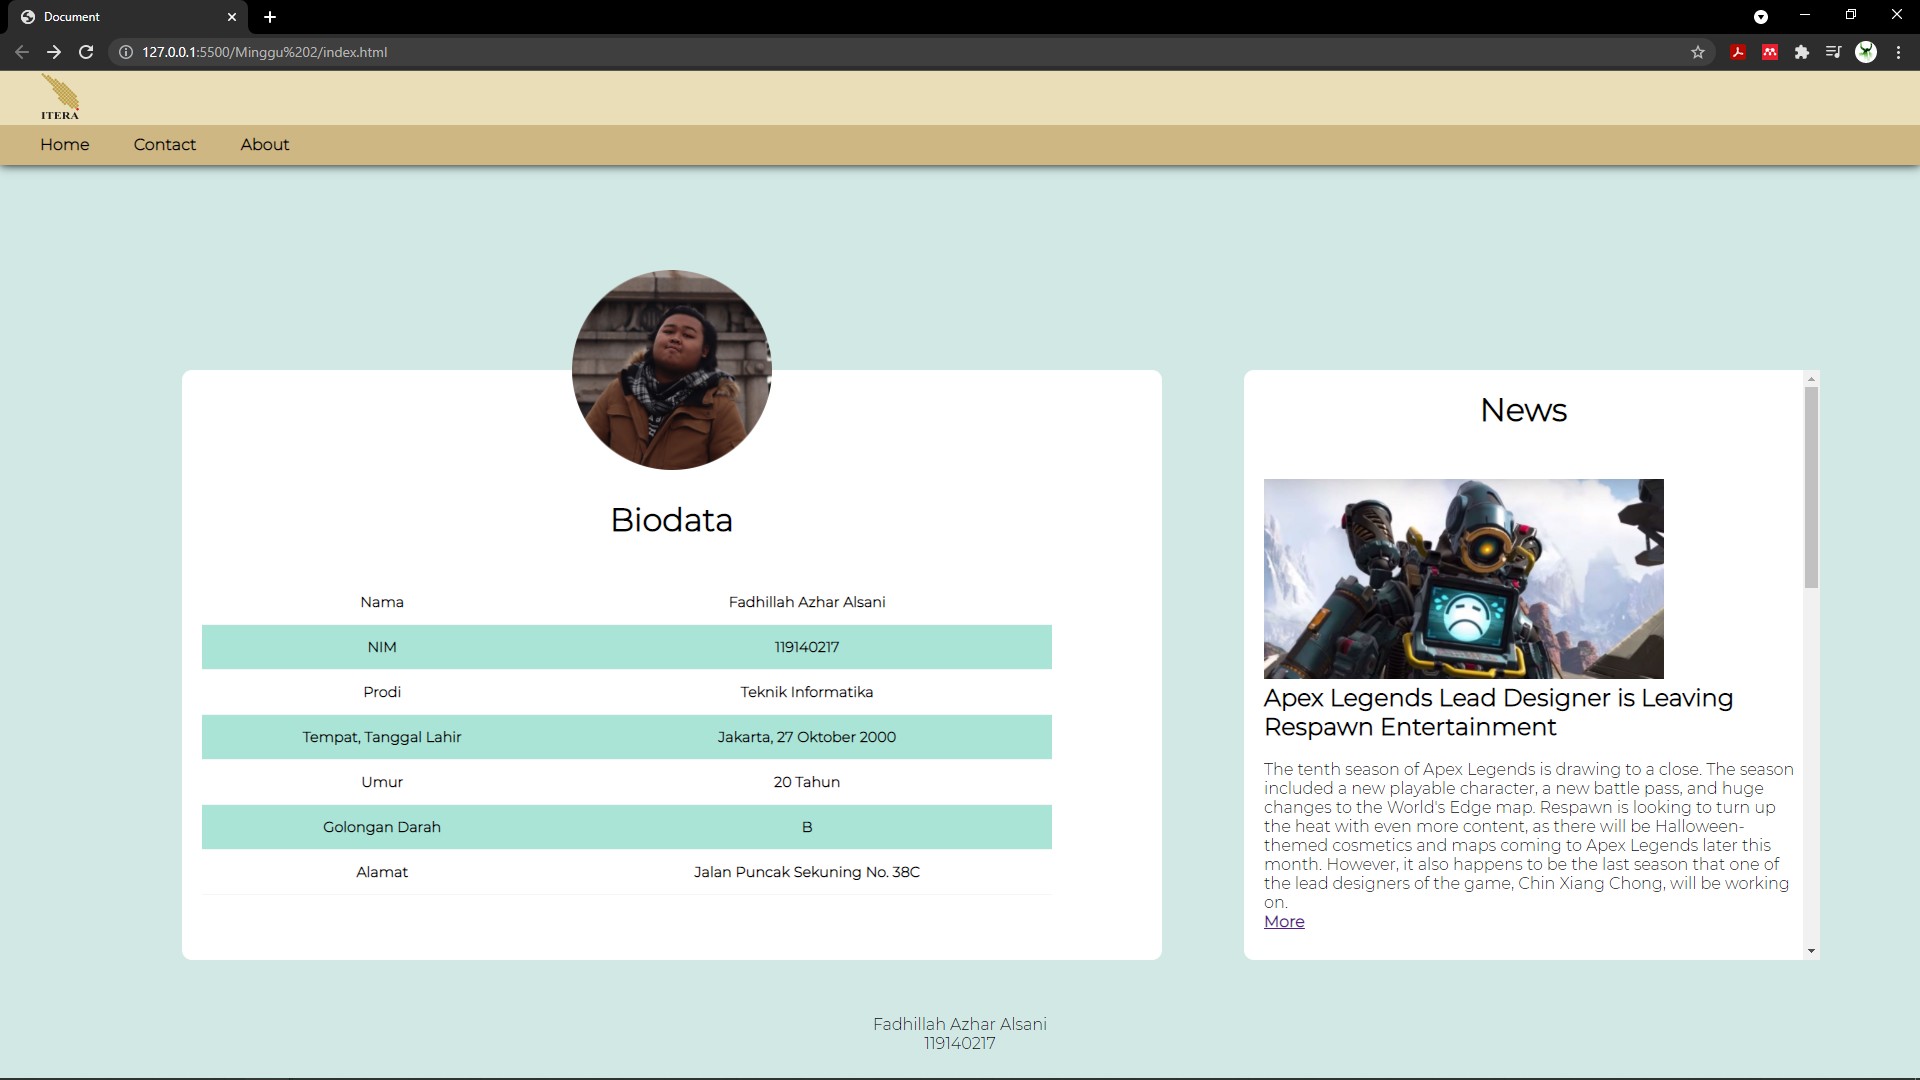 Document
127.0.0.1:5500/Minggu%202/index.html
ITERA
Home Contact About
Biodata
Nama Fadhillah Azhar Alsani
NIM 119140217
Prodi Teknik Informatika
Tempat, Tanggal Lahir Jakarta, 27 Oktober 2000
Umur 20 Tahun
Golongan Darah B
Alamat Jalan Puncak Sekuning No. 38C
News
Apex Legends Lead Designer is Leaving
Respawn Entertainment
The tenth season of Apex Legends is drawing to a close. The season
included a new playable character, a new battle pass, and huge
changes to the World's Edge map. Respawn is looking to turn up
the heat with even more content, as there will be Halloween-
themed cosmetics and maps coming to Apex Legends later this
month. However, it also happens to be the last season that one of
the lead designers of the game, Chin Xiang Chong, will be working
on.
More
Fadhillah Azhar Alsani
119140217